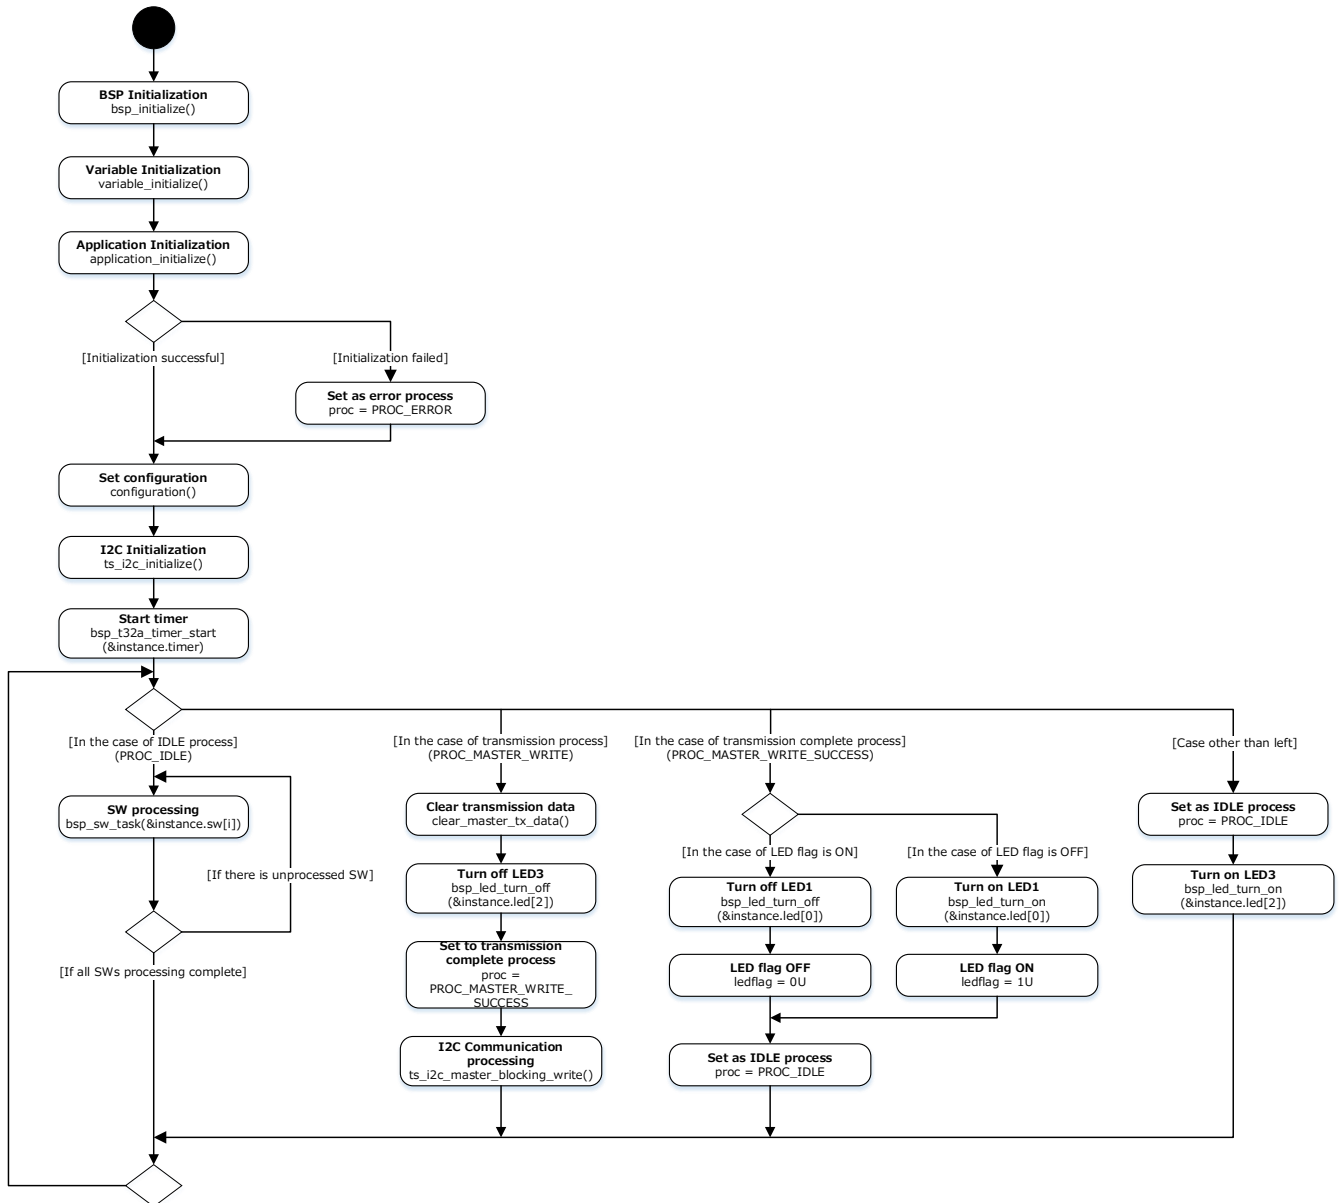 BSP Initialization
bsp_initialize()
Variable Initialization
variable_initialize()
Application Initialization
application_initialize()
[Initialization successful]
[Initialization failed]
Set as error process
proc = PROC_ERROR
Set configuration
configuration()
I2C Initialization
ts_i2c_initialize()
Start timer
bsp_t32a_timer_start
(&instance.timer)
[In the case of IDLE process]
(PROC_IDLE)
SW processing
bsp_sw_task(&instance.sw[i])
[If there is unprocessed SW]
[If all SWs processing complete]
[In the case of transmission process]
(PROC_MASTER_WRITE)
Clear transmission data
clear_master_tx_data()
Turn off LED3
bsp_led_turn_off
(&instance.led[2])
Set to transmission
complete process
proc =
PROC_MASTER_WRITE_
SUCCESS
I2C Communication
processing
ts_i2c_master_blocking_write()
[In the case of transmission complete process]
(PROC_MASTER_WRITE_SUCCESS)
[In the case of LED flag is ON]
Turn off LED1
bsp_led_turn_off
(&instance.led[0])
LED flag OFF
ledflag = 0U
[In the case of LED flag is OFF]
Turn on LED1
bsp_led_turn_on
(&instance.led[0])
LED flag ON
ledflag = 1U
Set as IDLE process
proc = PROC_IDLE
[Case other than left]
Set as IDLE process
proc = PROC_IDLE
Turn on LED3
bsp_led_turn_on
(&instance.led[2])